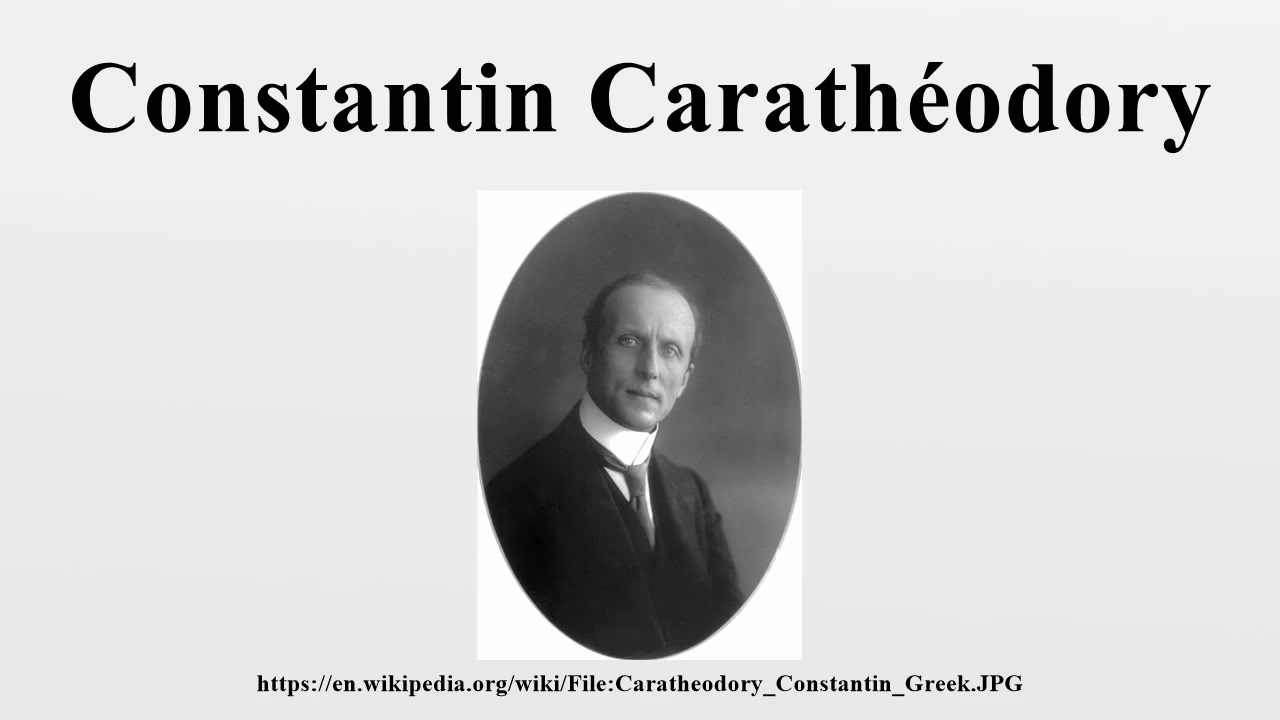 Constantin Carathéodory
https://en.wikipedia.org/wiki/File:Caratheodory_Constantin_Greek.JPG